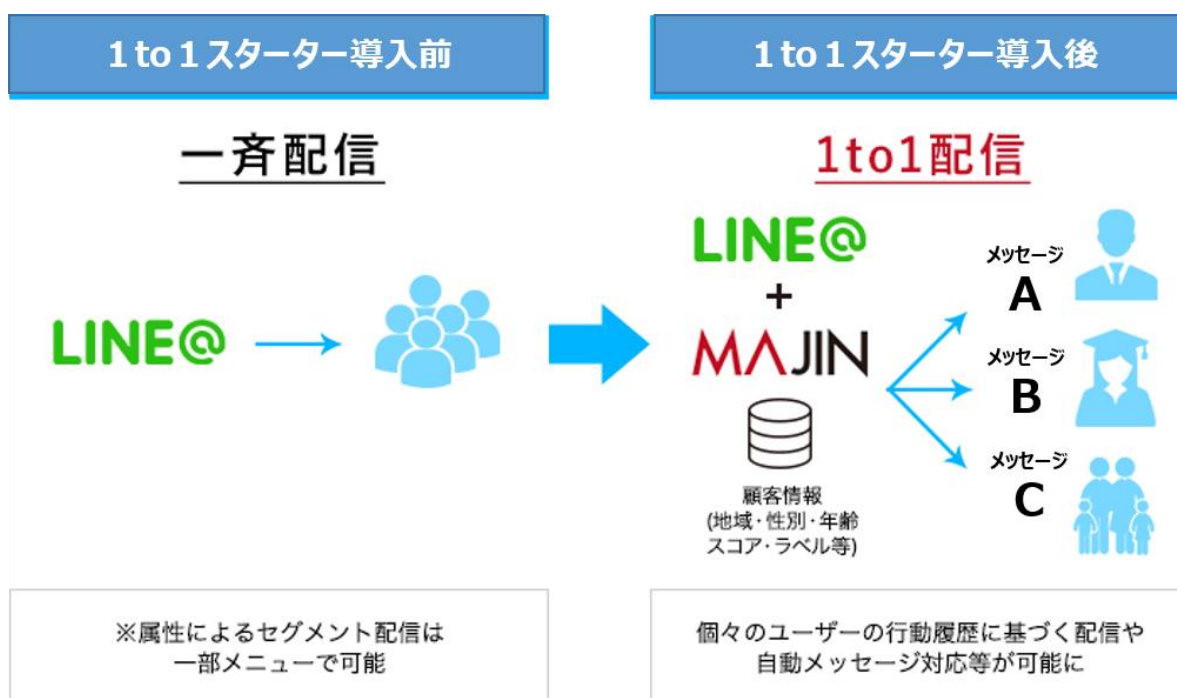 1to1スターター導入前
一斉配信
LINE@
※属性によるセグメント配信は
一部メニューで可能
1to1スターター導入後
1to1配信
LINE@
+
MAJIN
顧客情報
(地域・性別・年齢
スコア・ラベル等)
メッセージ
A
メッセージ
B
メッセージ
C
個々のユーザーの行動履歴に基づく配信や
自動メッセージ対応等が可能に